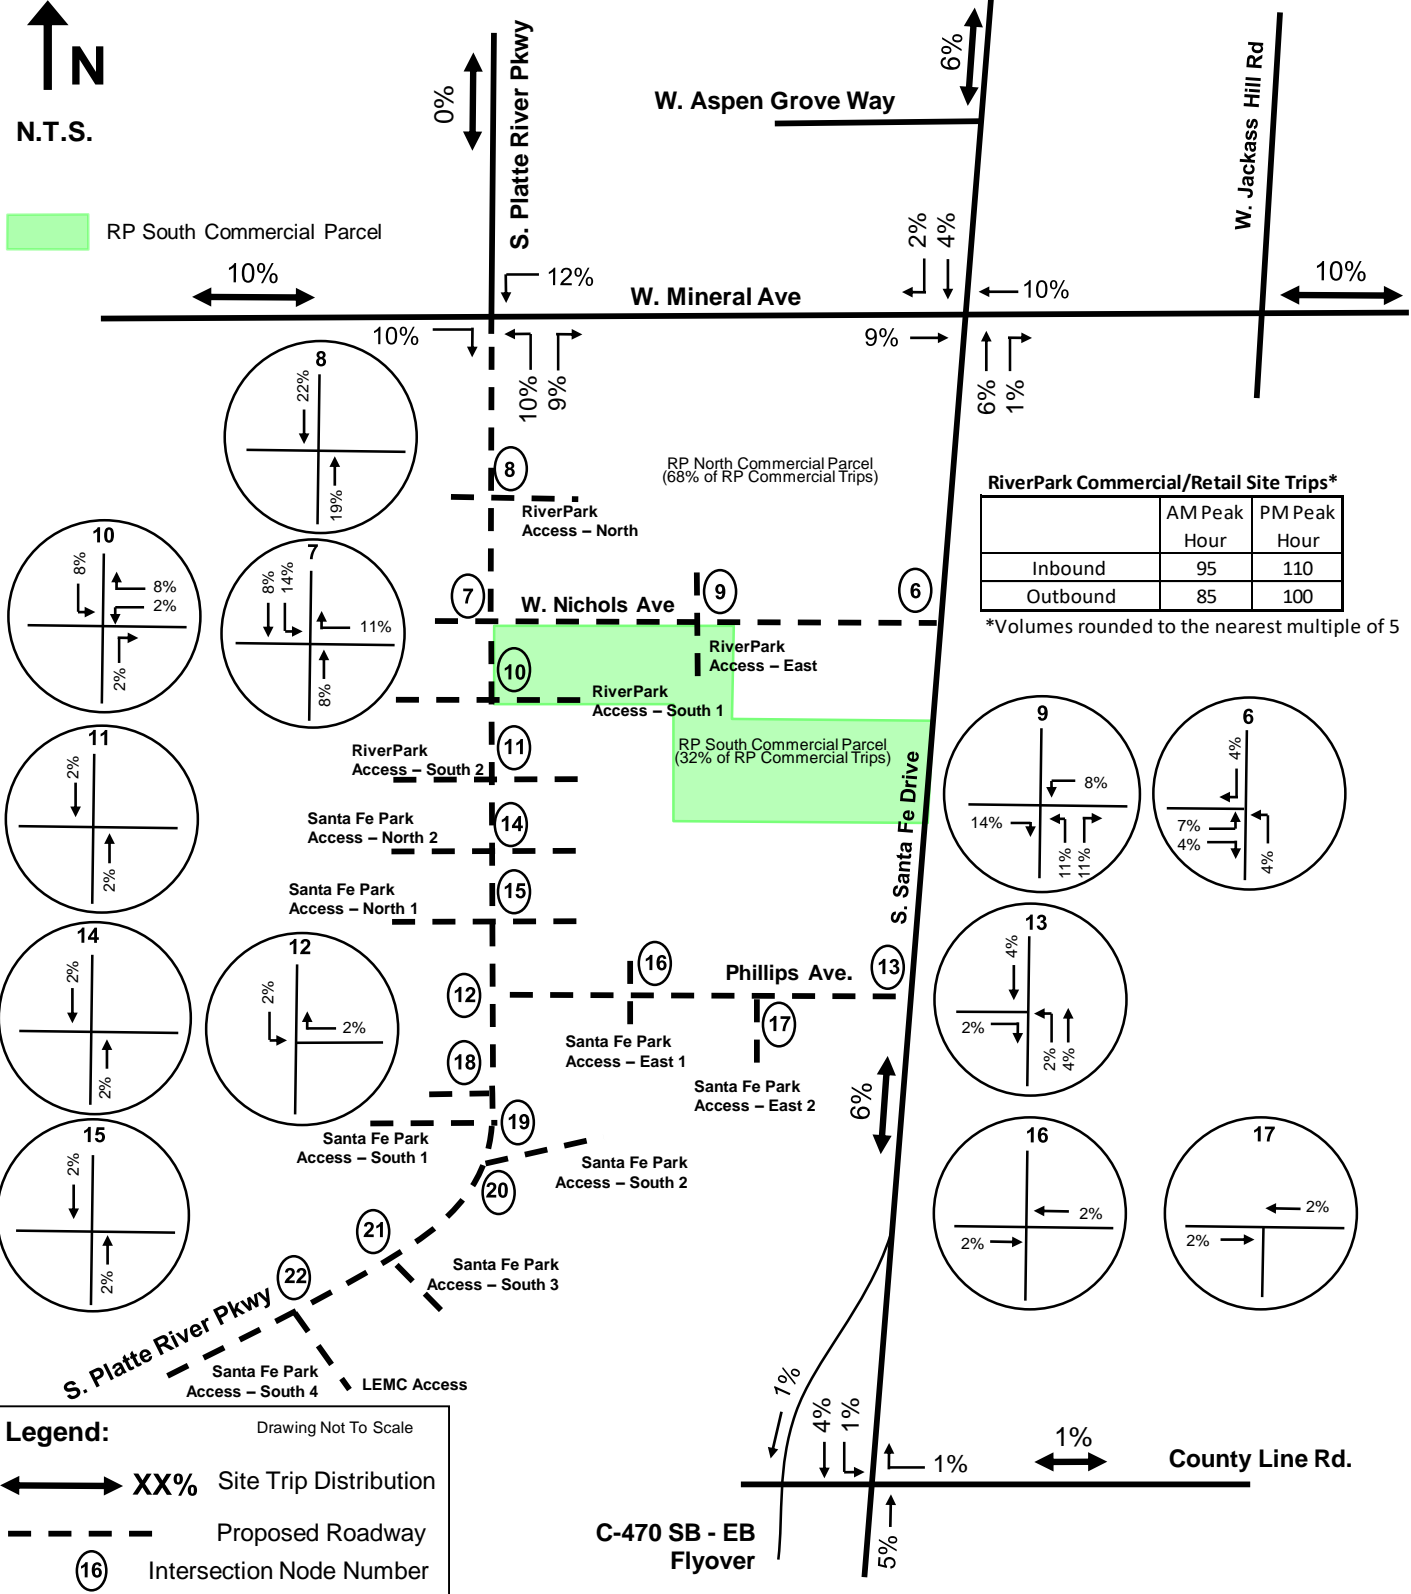 N
N.T.S.
0%
S. Platte River Pkwy
6%
W. Aspen Grove Way
W. Jackass Hill Rd
RP South Commercial Parcel
10%
12%
W. Mineral Ave
2%
4%
10%
10%
10%
10%
9%
9%
6%
1%
8
22%
19%
8
RiverPark
Access – North
RP North Commercial Parcel
(68% of RP Commercial Trips)
RiverPark Commercial/Retail Site Trips*
AM Peak Hour
PM Peak Hour
Inbound 95 110
Outbound 85 100
*Volumes rounded to the nearest multiple of 5
10
8%
8%
2%
2%
7
8%
14%
11%
8%
7
W. Nichols Ave
9
6
RiverPark
Access – East
10
RiverPark
Access – South 1
11
2%
2%
RiverPark
Access – South 2
11
RP South Commercial Parcel
(32% of RP Commercial Trips)
Santa Fe Park
Access – North 2
14
Santa Fe Park
Access – North 1
15
S. Santa Fe Drive
9
8%
14%
11%
11%
6
4%
7%
4%
4%
14
2%
2%
12
2%
2%
12
16
Phillips Ave.
13
17
Santa Fe Park
Access – East 1
Santa Fe Park
Access – East 2
13
4%
2%
2%
4%
18
19
Santa Fe Park
Access – South 1
Santa Fe Park
Access – South 2
20
6%
15
2%
2%
16
2%
2%
17
2%
2%
21
Santa Fe Park
Access – South 3
22
S. Platte River Pkwy
Santa Fe Park
Access – South 4
LEMC Access
1%
4%
1%
1%
1%
County Line Rd.
5%
C-470 SB - EB
Flyover
Legend:
Drawing Not To Scale
XX% Site Trip Distribution
Proposed Roadway
16 Intersection Node Number